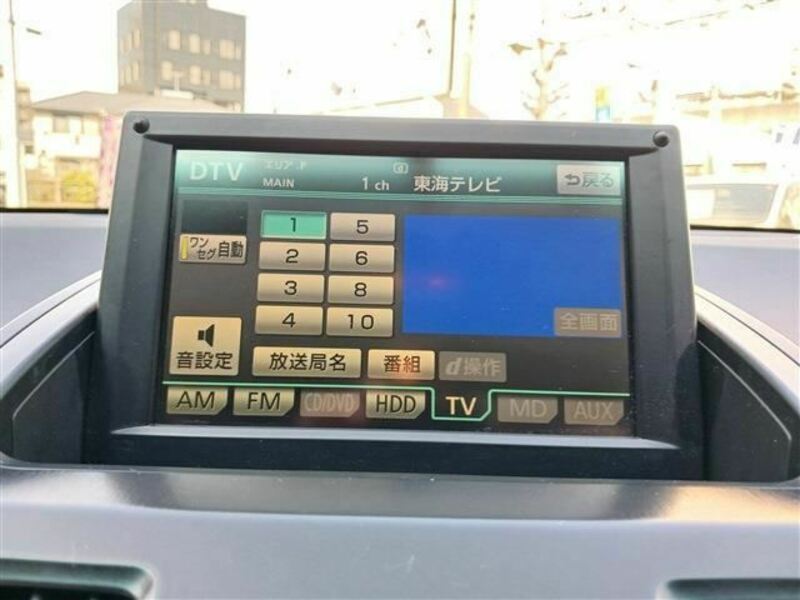 DTV エリア:F
MAIN 1 ch 東海テレビ 戻る
ワンセグ 自動
1 5
2 6
3 8
4 10
全画面
音設定 放送局名 番組 d操作
AM FM CD/DVD HDD TV MD AUX